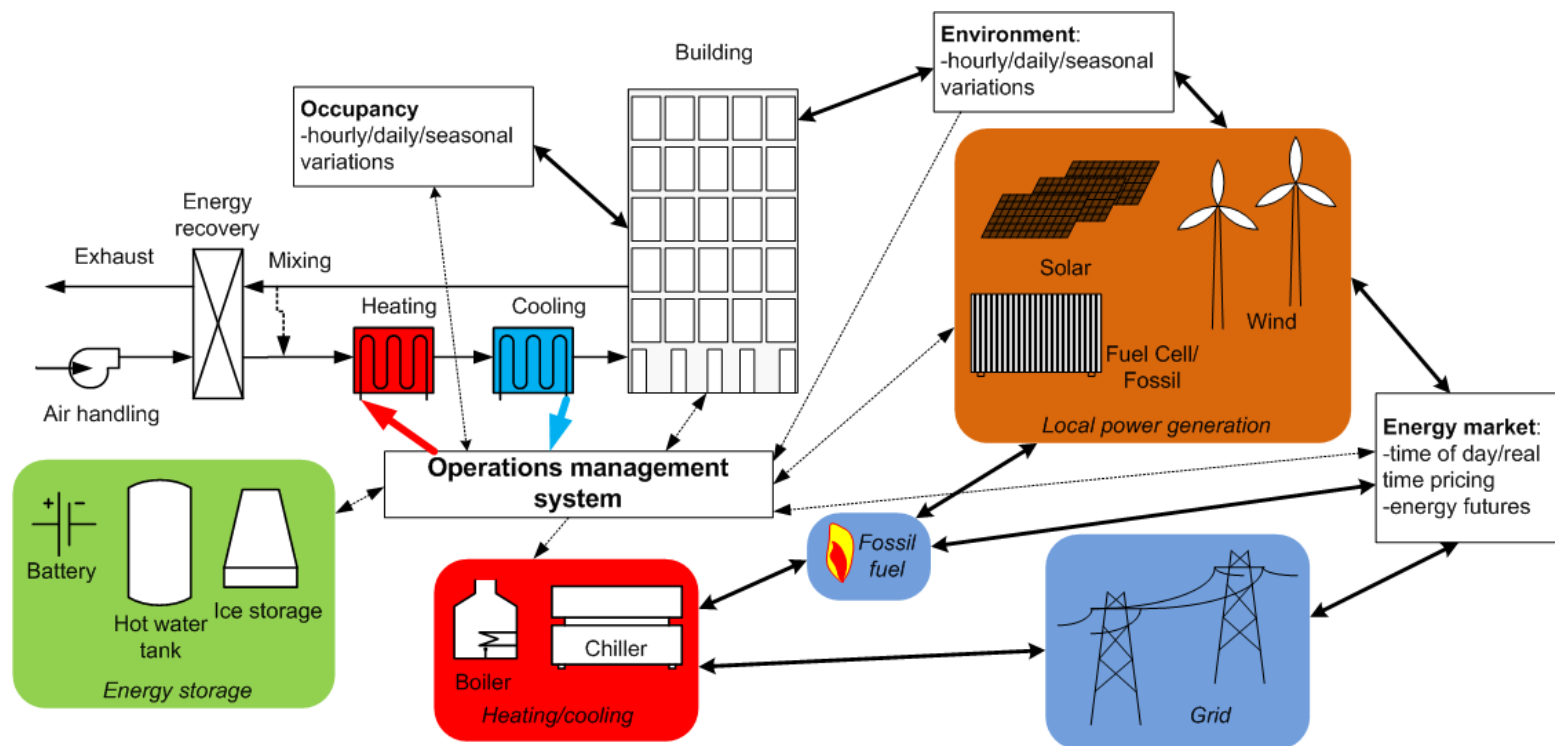 Building
Environment:
-hourly/daily/seasonal
variations
Occupancy
-hourly/daily/seasonal
variations
Energy
recovery
Exhaust
Mixing
Heating
Cooling
Air handling
Solar
Wind
Fuel Cell/
Fossil
Local power generation
Energy market:
-time of day/real
time pricing
-energy futures
Operations management
system
+ -
Battery
Hot water
tank
Ice storage
Energy storage
Fossil
fuel
Boiler
Chiller
Heating/cooling
Grid